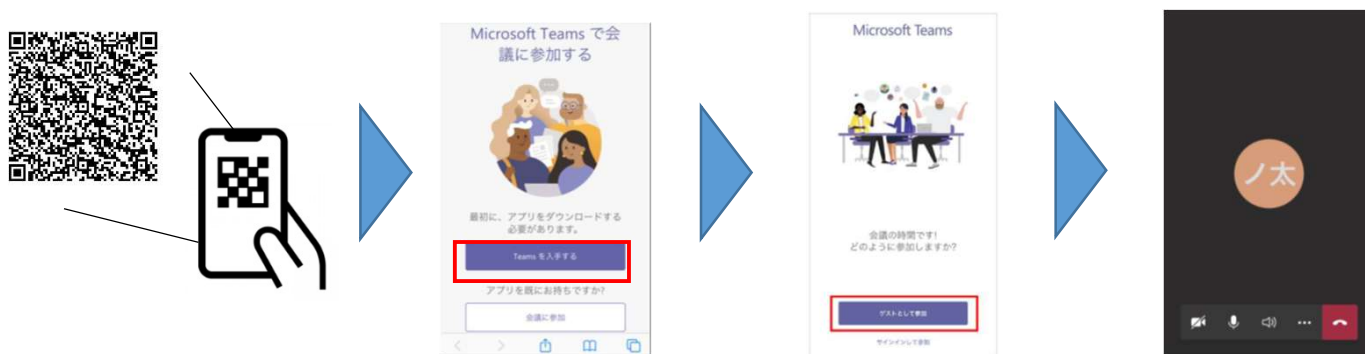 Microsoft Teams で会
議に参加する
最初に、アプリをダウンロードする
必要があります。
Teams を入手する
アプリを既にお持ちですか?
会議に参加
Microsoft Teams
会議の時間です!
どのように参加しますか?
ゲストとして参加
サインインして参加
ノ太